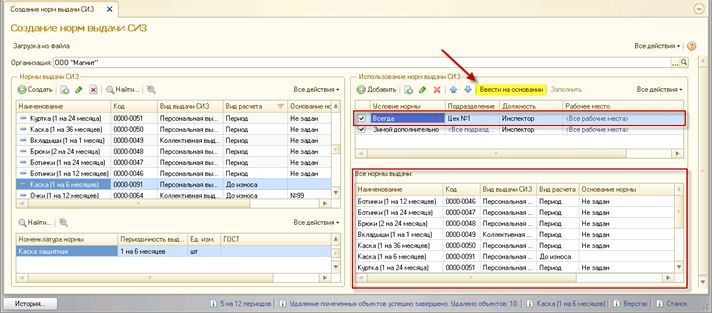 Создание норм выдачи СИЗ
Создание норм выдачи СИЗ
Загрузка из файла
Все действия
Организация: ООО "Магнит"
Нормы выдачи СИЗ
Создать
Найти...
Все действия
Наименование Код Вид выдачи СИЗ Вид расчета Основание но
Куртка (1 на 24 месяца) 0000-0051 Персональная вы... Период Не задан
Каска (1 на 36 месяцев) 0000-0050 Персональная вы... Период Не задан
Вкладыши (1 на 1 месяц) 0000-0049 Коллективная выд... Период Не задан
Брюки (2 на 24 месяца) 0000-0048 Персональная вы... Период Не задан
Ботинки (1 на 24 месяца) 0000-0047 Персональная вы... Период Не задан
Ботинки (1 на 12 месяцев) 0000-0046 Персональная вы... Период Не задан
Каска (1 на 6 месяцев) 0000-0091 Персональная вы... До износа
Очки (1 на 12 месяцев) 0000-0064 Коллективная выд... До износа №99
Найти...
Все действия
Номенклатура нормы Периодичность выд... Ед. изм. ГОСТ
Каска защитная 1 на 6 месяцев шт
Использование норм выдачи СИЗ
Добавить
Ввести на основании
Заполнить
Все действия
Условие нормы Подразделение Должность Рабочее место
Всегда Цех №1 Инспектор <Все рабочие места>
Зимой дополнительно <Все подразд... Инспектор <Все рабочие места>
Все нормы выдачи
Наименование Код Вид выдачи СИЗ Вид расчета Основание нормы
Ботинки (1 на 12 месяцев) 0000-0046 Персональная ... Период Не задан
Ботинки (1 на 24 месяца) 0000-0047 Персональная ... Период Не задан
Брюки (2 на 24 месяца) 0000-0048 Персональная ... Период Не задан
Вкладыши (1 на 1 месяц) 0000-0049 Коллективная ... Период Не задан
Каска (1 на 36 месяцев) 0000-0050 Персональная ... Период Не задан
Каска (1 на 6 месяцев) 0000-0091 Персональная ... До износа
Куртка (1 на 24 месяца) 0000-0051 Персональная ... Период Не задан
История...
5 на 12 периодов
Удаление помеченных объектов успешно завершено. Удалено объектов: 10.
Каска (1 на 6 месяцев)
Верстак
Станок